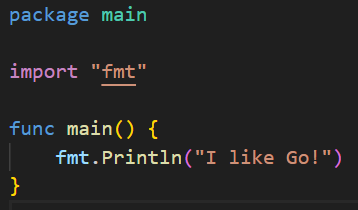 package main
import "fmt"
func main() {
    fmt.Println("I like Go!")
}